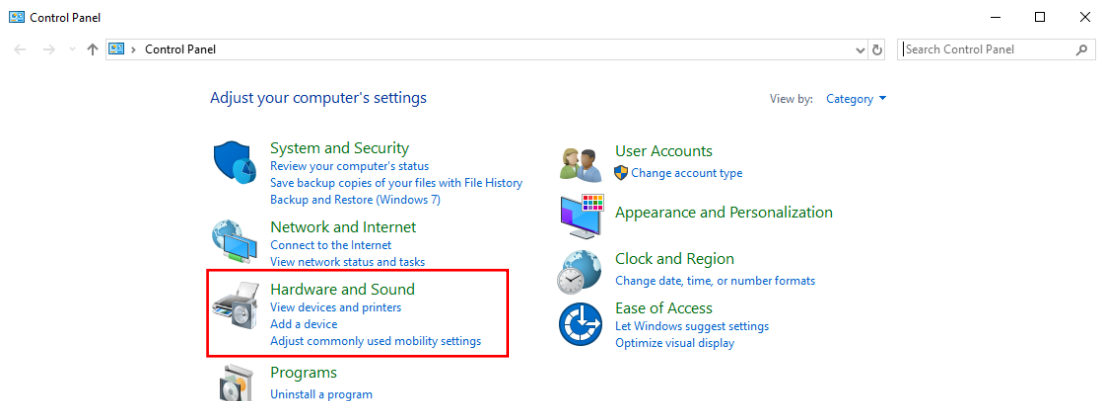 Control Panel
Control Panel
Search Control Panel
Adjust your computer's settings
View by: Category
System and Security
Review your computer's status
Save backup copies of your files with File History
Backup and Restore (Windows 7)
Network and Internet
Connect to the Internet
View network status and tasks
Hardware and Sound
View devices and printers
Add a device
Adjust commonly used mobility settings
Programs
Uninstall a program
User Accounts
Change account type
Appearance and Personalization
Clock and Region
Change date, time, or number formats
Ease of Access
Let Windows suggest settings
Optimize visual display